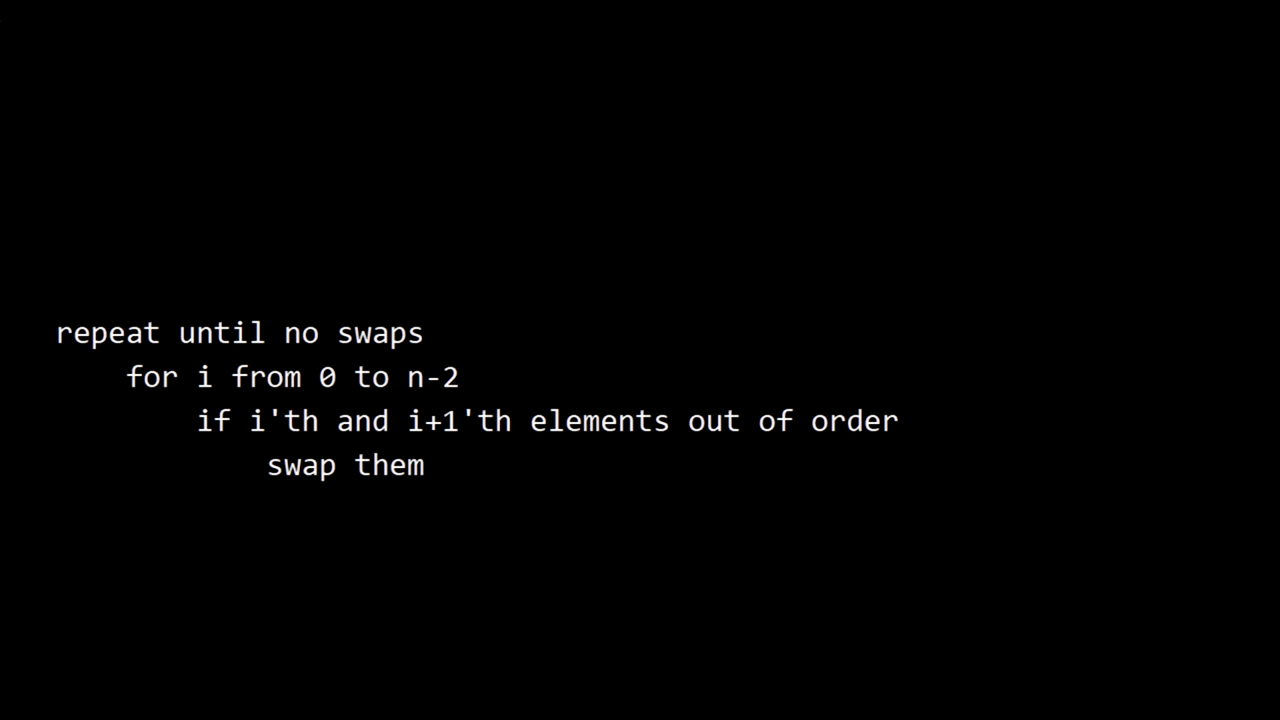 repeat until no swaps
for i from 0 to n-2
if i'th and i+1'th elements out of order
swap them